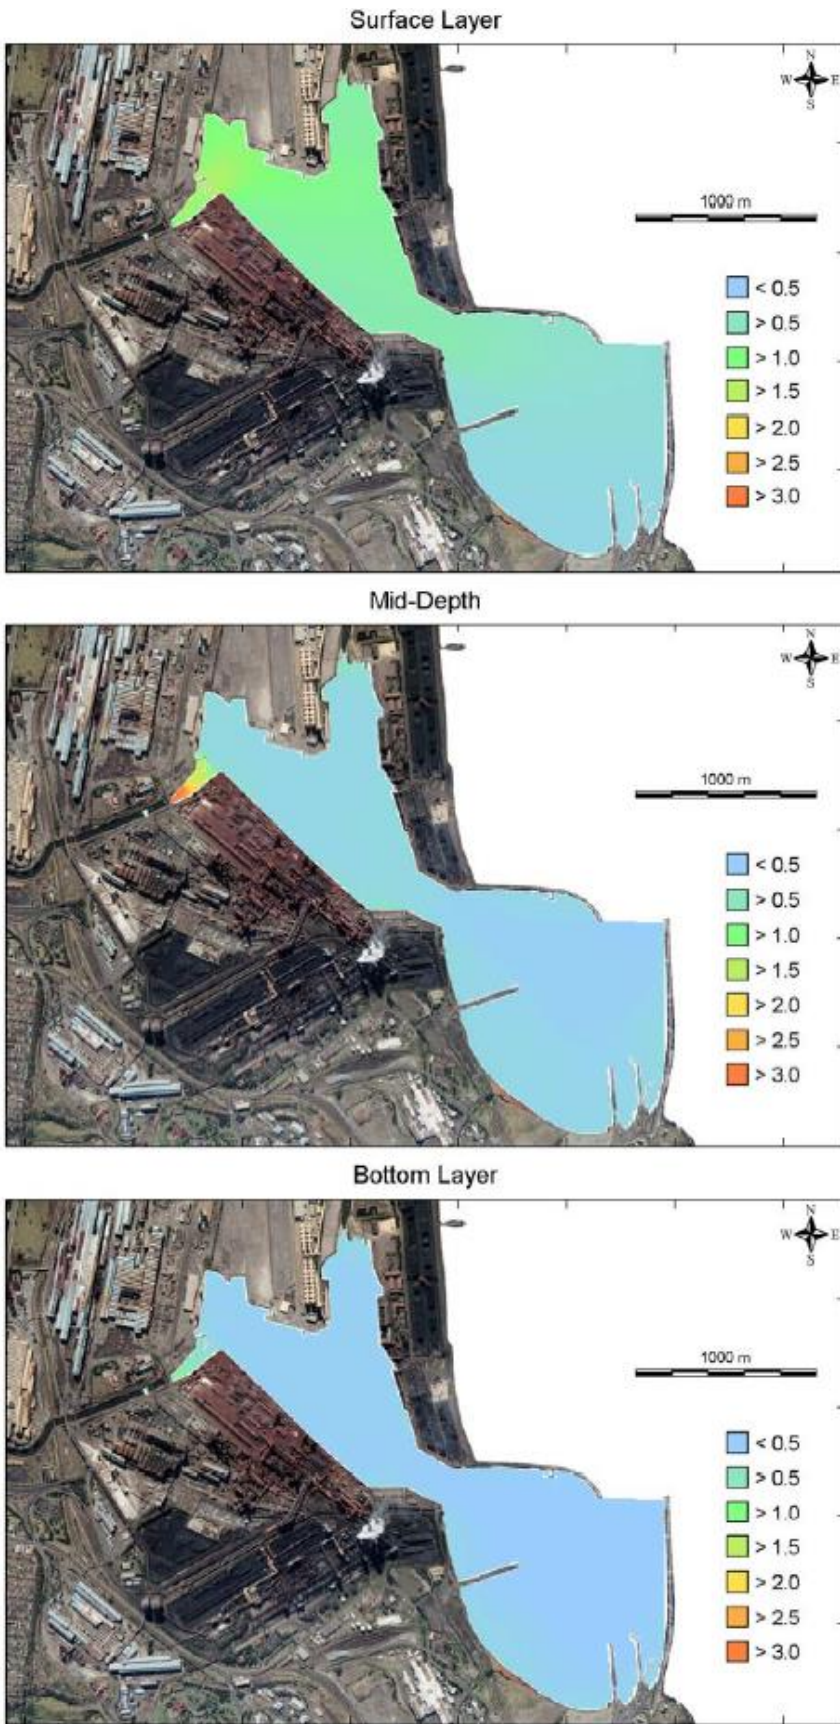 Surface Layer
N
W E
S
1000 m
< 0.5
> 0.5
> 1.0
> 1.5
> 2.0
> 2.5
> 3.0
Mid-Depth
N
W E
S
1000 m
< 0.5
> 0.5
> 1.0
> 1.5
> 2.0
> 2.5
> 3.0
Bottom Layer
N
W E
S
1000 m
< 0.5
> 0.5
> 1.0
> 1.5
> 2.0
> 2.5
> 3.0